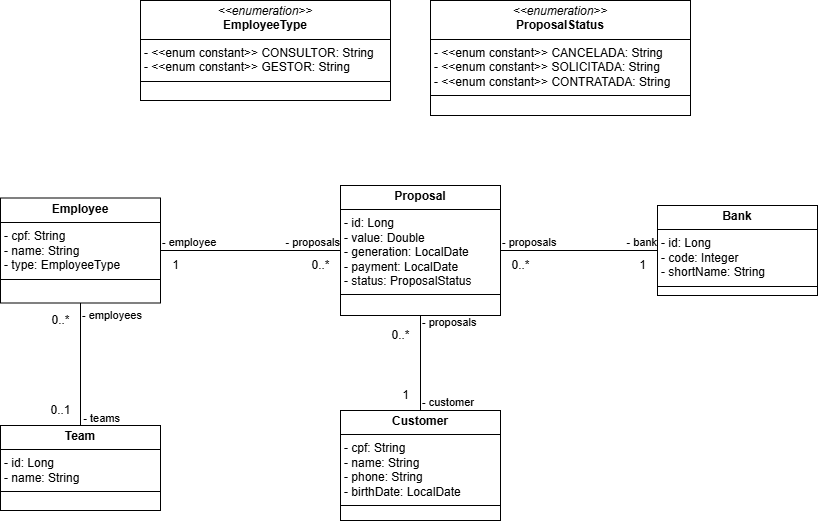 <<enumeration>>
EmployeeType
- <<enum constant>> CONSULTOR: String
- <<enum constant>> GESTOR: String
<<enumeration>>
ProposalStatus
- <<enum constant>> CANCELADA: String
- <<enum constant>> SOLICITADA: String
- <<enum constant>> CONTRATADA: String
Employee
- cpf: String
- name: String
- type: EmployeeType
- employee
1
- proposals
0..*
Proposal
- id: Long
- value: Double
- generation: LocalDate
- payment: LocalDate
- status: ProposalStatus
- proposals
0..*
- bank
1
Bank
- id: Long
- code: Integer
- shortName: String
0..*
- employees
0..1
- teams
Team
- id: Long
- name: String
- proposals
0..*
1
- customer
Customer
- cpf: String
- name: String
- phone: String
- birthDate: LocalDate